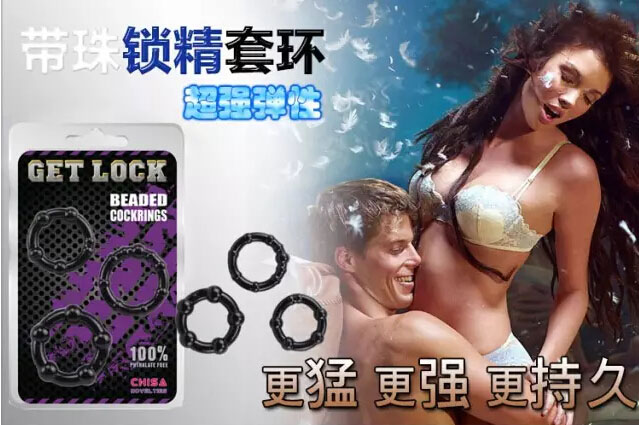 带珠锁精套环
超强弹性
GET LOCK
BEADED
COCKRINGS
100%
PHTHALATE FREE
CHISA
NOVELTIES
更猛 更强 更持久